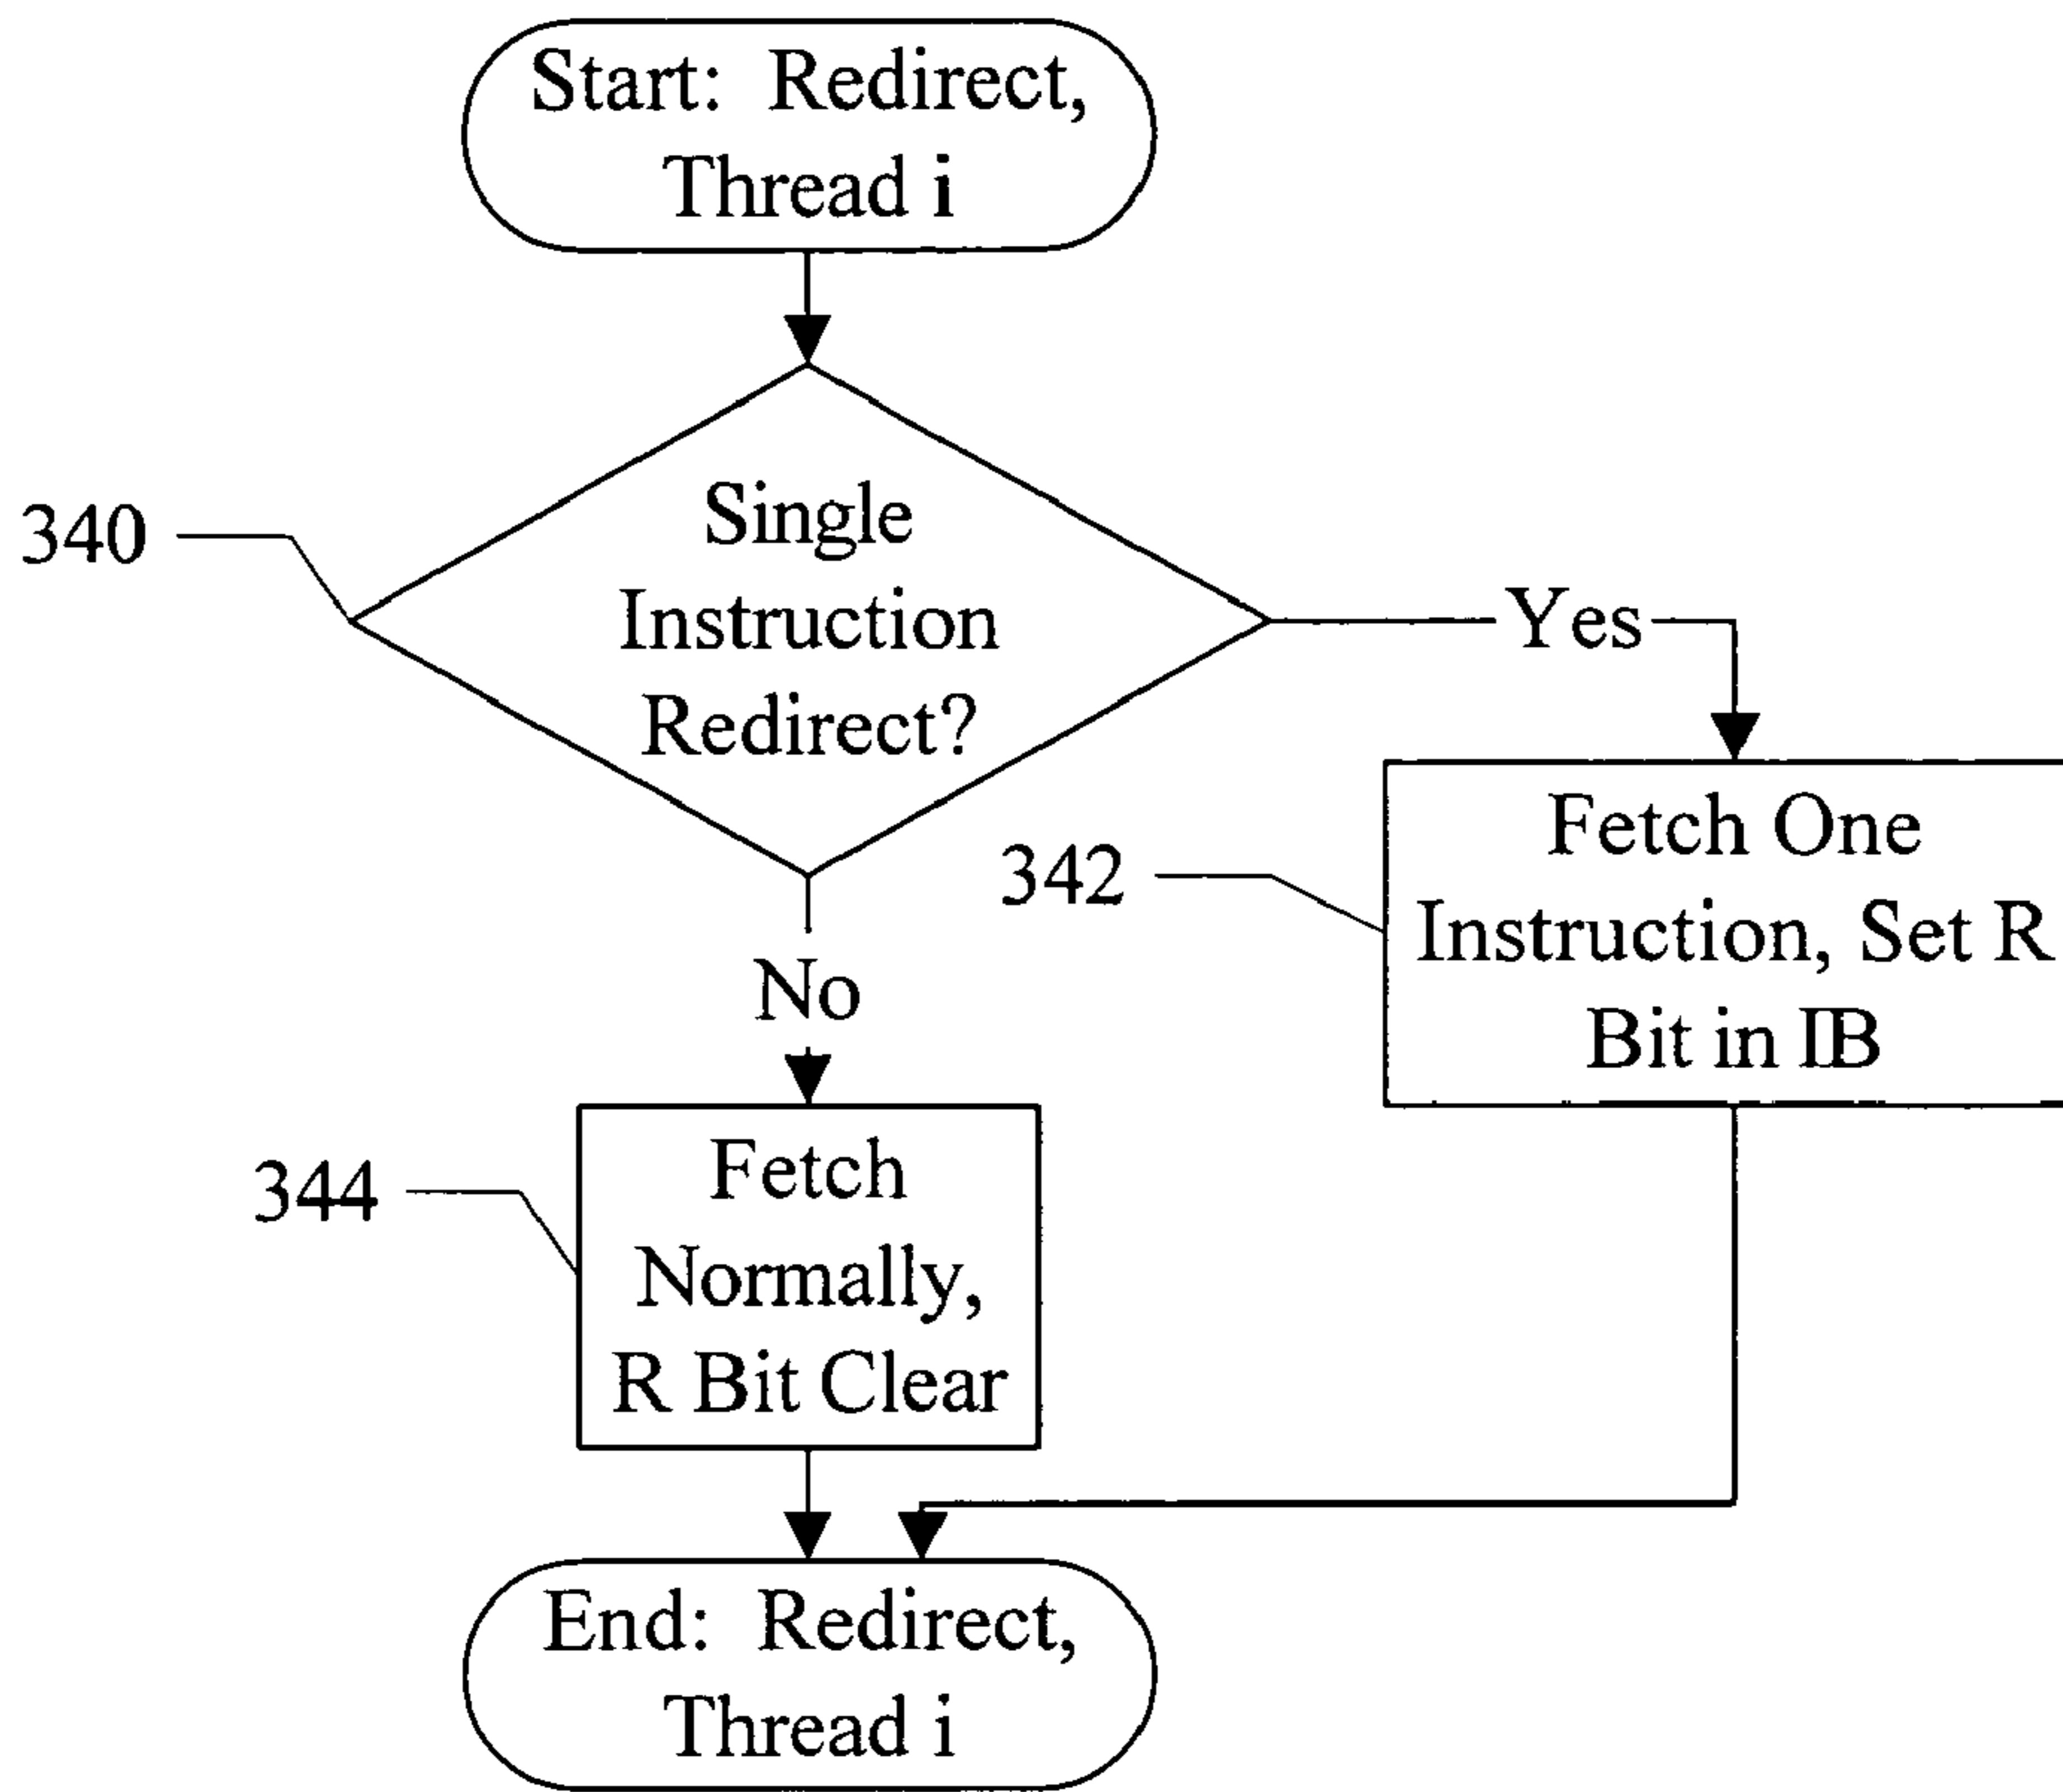 Start: Redirect,
Thread i
340
Single
Instruction
Redirect?
Yes
342
Fetch One
Instruction, Set R
Bit in IB
No
344
Fetch
Normally,
R Bit Clear
End: Redirect,
Thread i